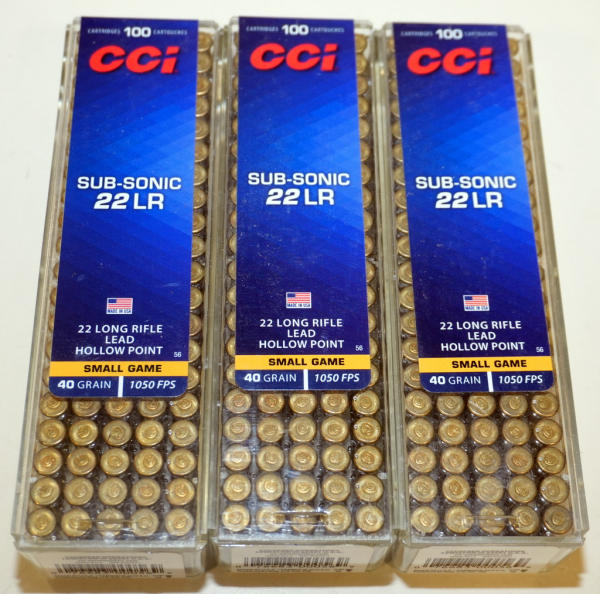 CARTRIDGES 100 CARTOUCHES
CCI
SUB-SONIC
22 LR
MADE IN USA
22 LONG RIFLE
LEAD
HOLLOW POINT
56
SMALL GAME
40 GRAIN | 1050 FPS
CARTRIDGES 100 CARTOUCHES
CCI
SUB-SONIC
22 LR
MADE IN USA
22 LONG RIFLE
LEAD
HOLLOW POINT
56
SMALL GAME
40 GRAIN | 1050 FPS
CARTRIDGES 100 CARTOUCHES
CCI
SUB-SONIC
22 LR
MADE IN USA
22 LONG RIFLE
LEAD
HOLLOW POINT
56
SMALL GAME
40 GRAIN | 1050 FPS